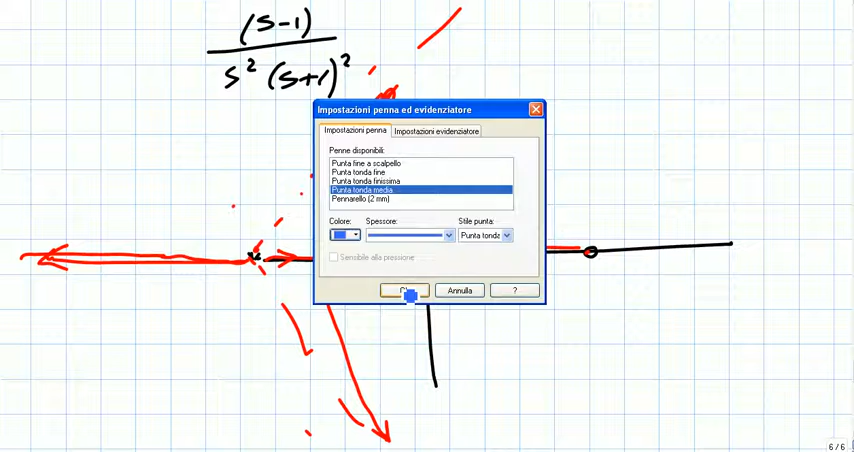 (s-1)
s² (s+1)²
Impostazioni penna ed evidenziatore
Impostazioni penna
Impostazioni evidenziatore
Penne disponibili:
Punta fine a scalpello
Punta tonda fine
Punta tonda finissima
Punta tonda media
Pennarello (2 mm)
Colore:
Spessore:
Stile punta:
Punta tonda
Sensibile alla pressione
Annulla
?
6/6